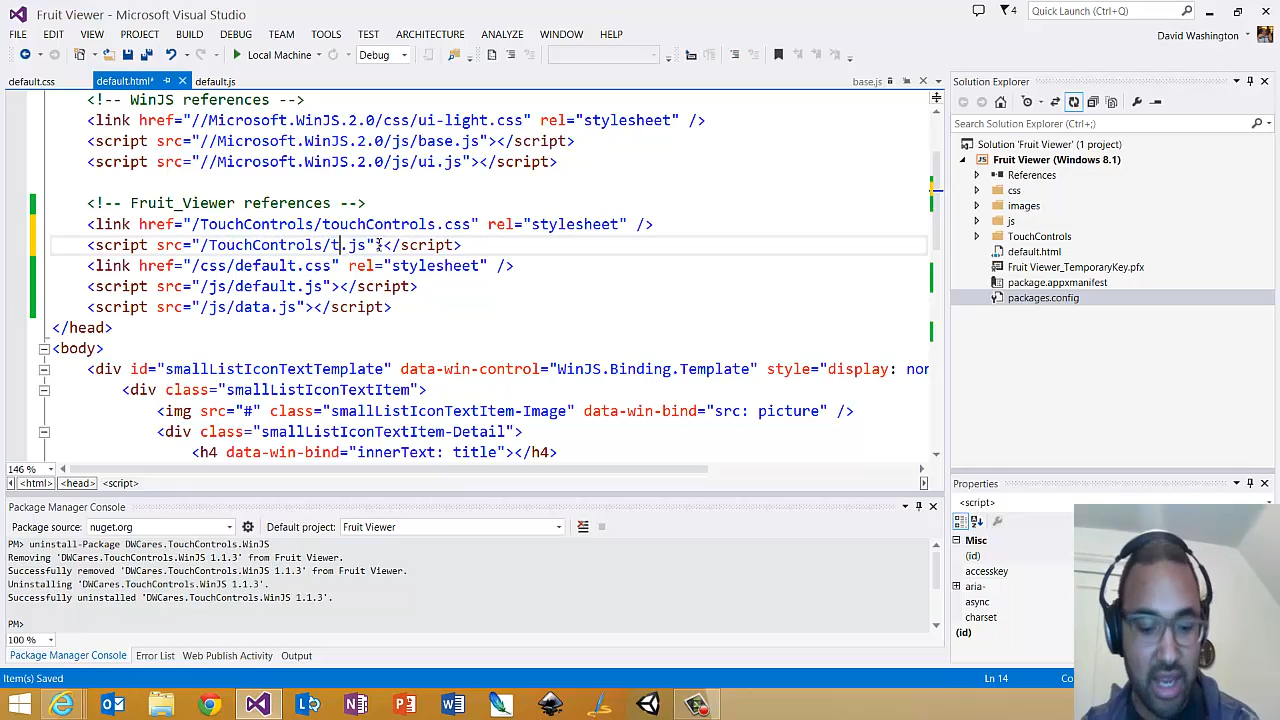 Fruit Viewer - Microsoft Visual Studio
4
Quick Launch (Ctrl+Q)
FILE EDIT VIEW PROJECT BUILD DEBUG TEAM TOOLS TEST ARCHITECTURE ANALYZE WINDOW HELP
David Washington
Local Machine Debug
default.css default.html* default.js base.js
<!-- WinJS references -->
<link href="//Microsoft.WinJS.2.0/css/ui-light.css" rel="stylesheet" />
<script src="//Microsoft.WinJS.2.0/js/base.js"></script>
<script src="//Microsoft.WinJS.2.0/js/ui.js"></script>
<!-- Fruit_Viewer references -->
<link href="/TouchControls/touchControls.css" rel="stylesheet" />
<script src="/TouchControls/t.js"></script>
<link href="/css/default.css" rel="stylesheet" />
<script src="/js/default.js"></script>
<script src="/js/data.js"></script>
</head>
<body>
<div id="smallListIconTextTemplate" data-win-control="WinJS.Binding.Template" style="display: nor
<div class="smallListIconTextItem">
<img src="#" class="smallListIconTextItem-Image" data-win-bind="src: picture" />
<div class="smallListIconTextItem-Detail">
<h4 data-win-bind="innerText: title"></h4>
146 %
<html> <head> <script>
Package Manager Console
Package source: nuget.org Default project: Fruit Viewer
PM> uninstall-Package DWCares.TouchControls.WinJS
Removing 'DWCares.TouchControls.WinJS 1.1.3' from Fruit Viewer.
Successfully removed 'DWCares.TouchControls.WinJS 1.1.3' from Fruit Viewer.
Uninstalling 'DWCares.TouchControls.WinJS 1.1.3'.
Successfully uninstalled 'DWCares.TouchControls.WinJS 1.1.3'.
PM>
100 %
Package Manager Console Error List Web Publish Activity Output
Item(s) Saved Ln 14 Co
Solution Explorer
Search Solution Explorer (Ctrl+;)
Solution 'Fruit Viewer' (1 project)
JS Fruit Viewer (Windows 8.1)
References
css
images
js
TouchControls
default.html
Fruit Viewer_TemporaryKey.pfx
package.appxmanifest
packages.config
Properties
<script>
Misc
(id)
accesskey
aria-
async
charset
(id)